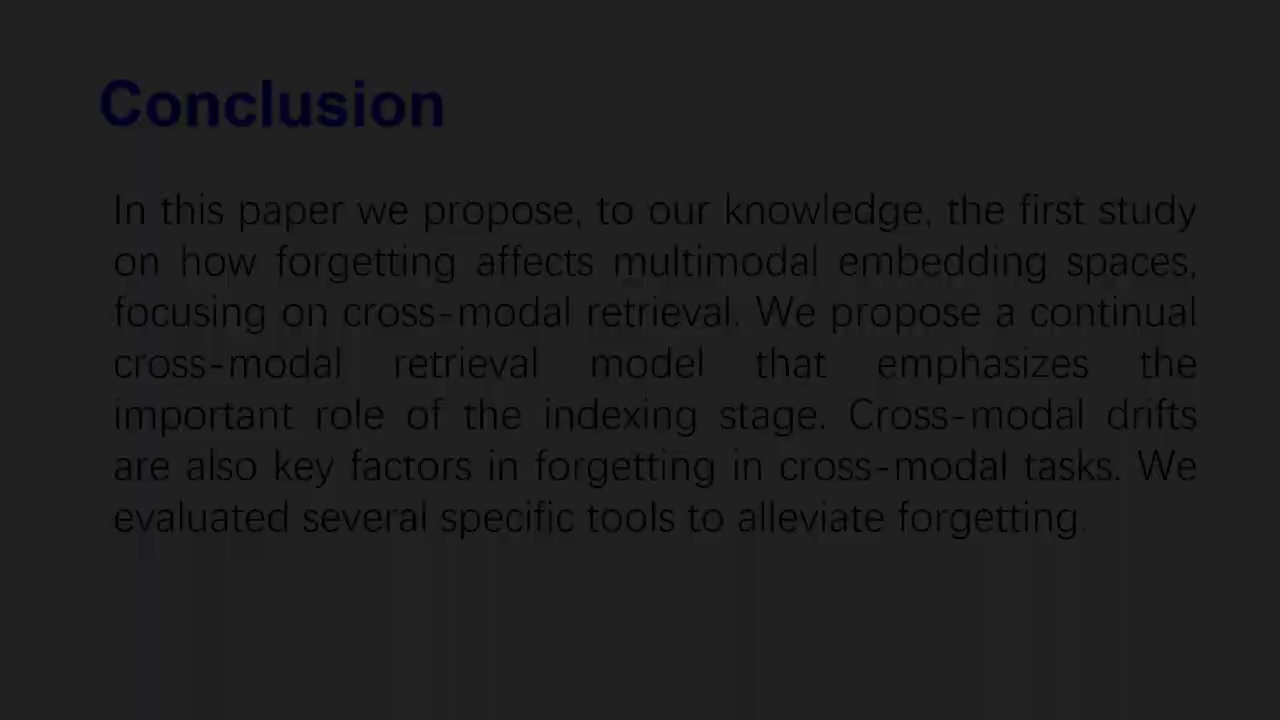 Conclusion
In this paper we propose, to our knowledge, the first study
on how forgetting affects multimodal embedding spaces,
focusing on cross-modal retrieval. We propose a continual
cross-modal retrieval model that emphasizes the
important role of the indexing stage. Cross-modal drifts
are also key factors in forgetting in cross-modal tasks. We
evaluated several specific tools to alleviate forgetting.